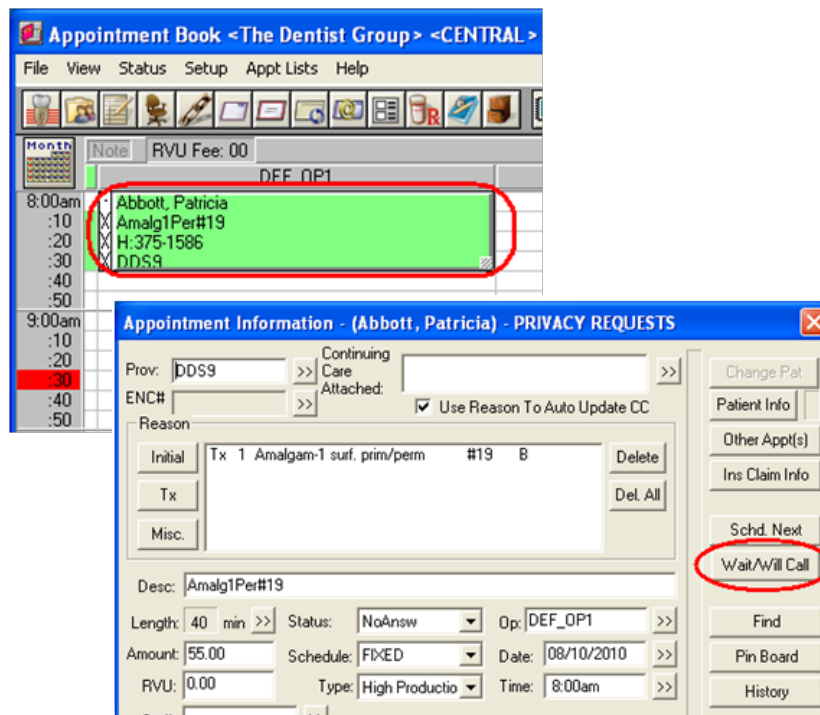 Appointment Book <The Dentist Group> <CENTRAL>
File View Status Setup Appt Lists Help
Month
Note RVU Fee: 00
DEF_OP1
8:00am Abbott, Patricia
:10 X Amalg1Per#19
:20 X H:375-1586
:30 X DDS9
:40
:50
9:00am
:10
:20
:30
:40
:50
Appointment Information - (Abbott, Patricia) - PRIVACY REQUESTS
Prov: DDS9 >> Continuing Care Attached: >>
ENC# >> Use Reason To Auto Update CC
Reason
Initial Tx 1 Amalgam-1 surf. prim/perm #19 B Delete
Tx Del. All
Misc.
Desc: Amalg1Per#19
Length: 40 min >> Status: NoAnsw Op: DEF_OP1 >>
Amount: 55.00 Schedule: FIXED Date: 08/10/2010 >>
RVU: 0.00 Type: High Productio Time: 8:00am >>
>>
Change Pat
Patient Info
Other Appt(s)
Ins Claim Info
Schd. Next
Wait/Will Call
Find
Pin Board
History